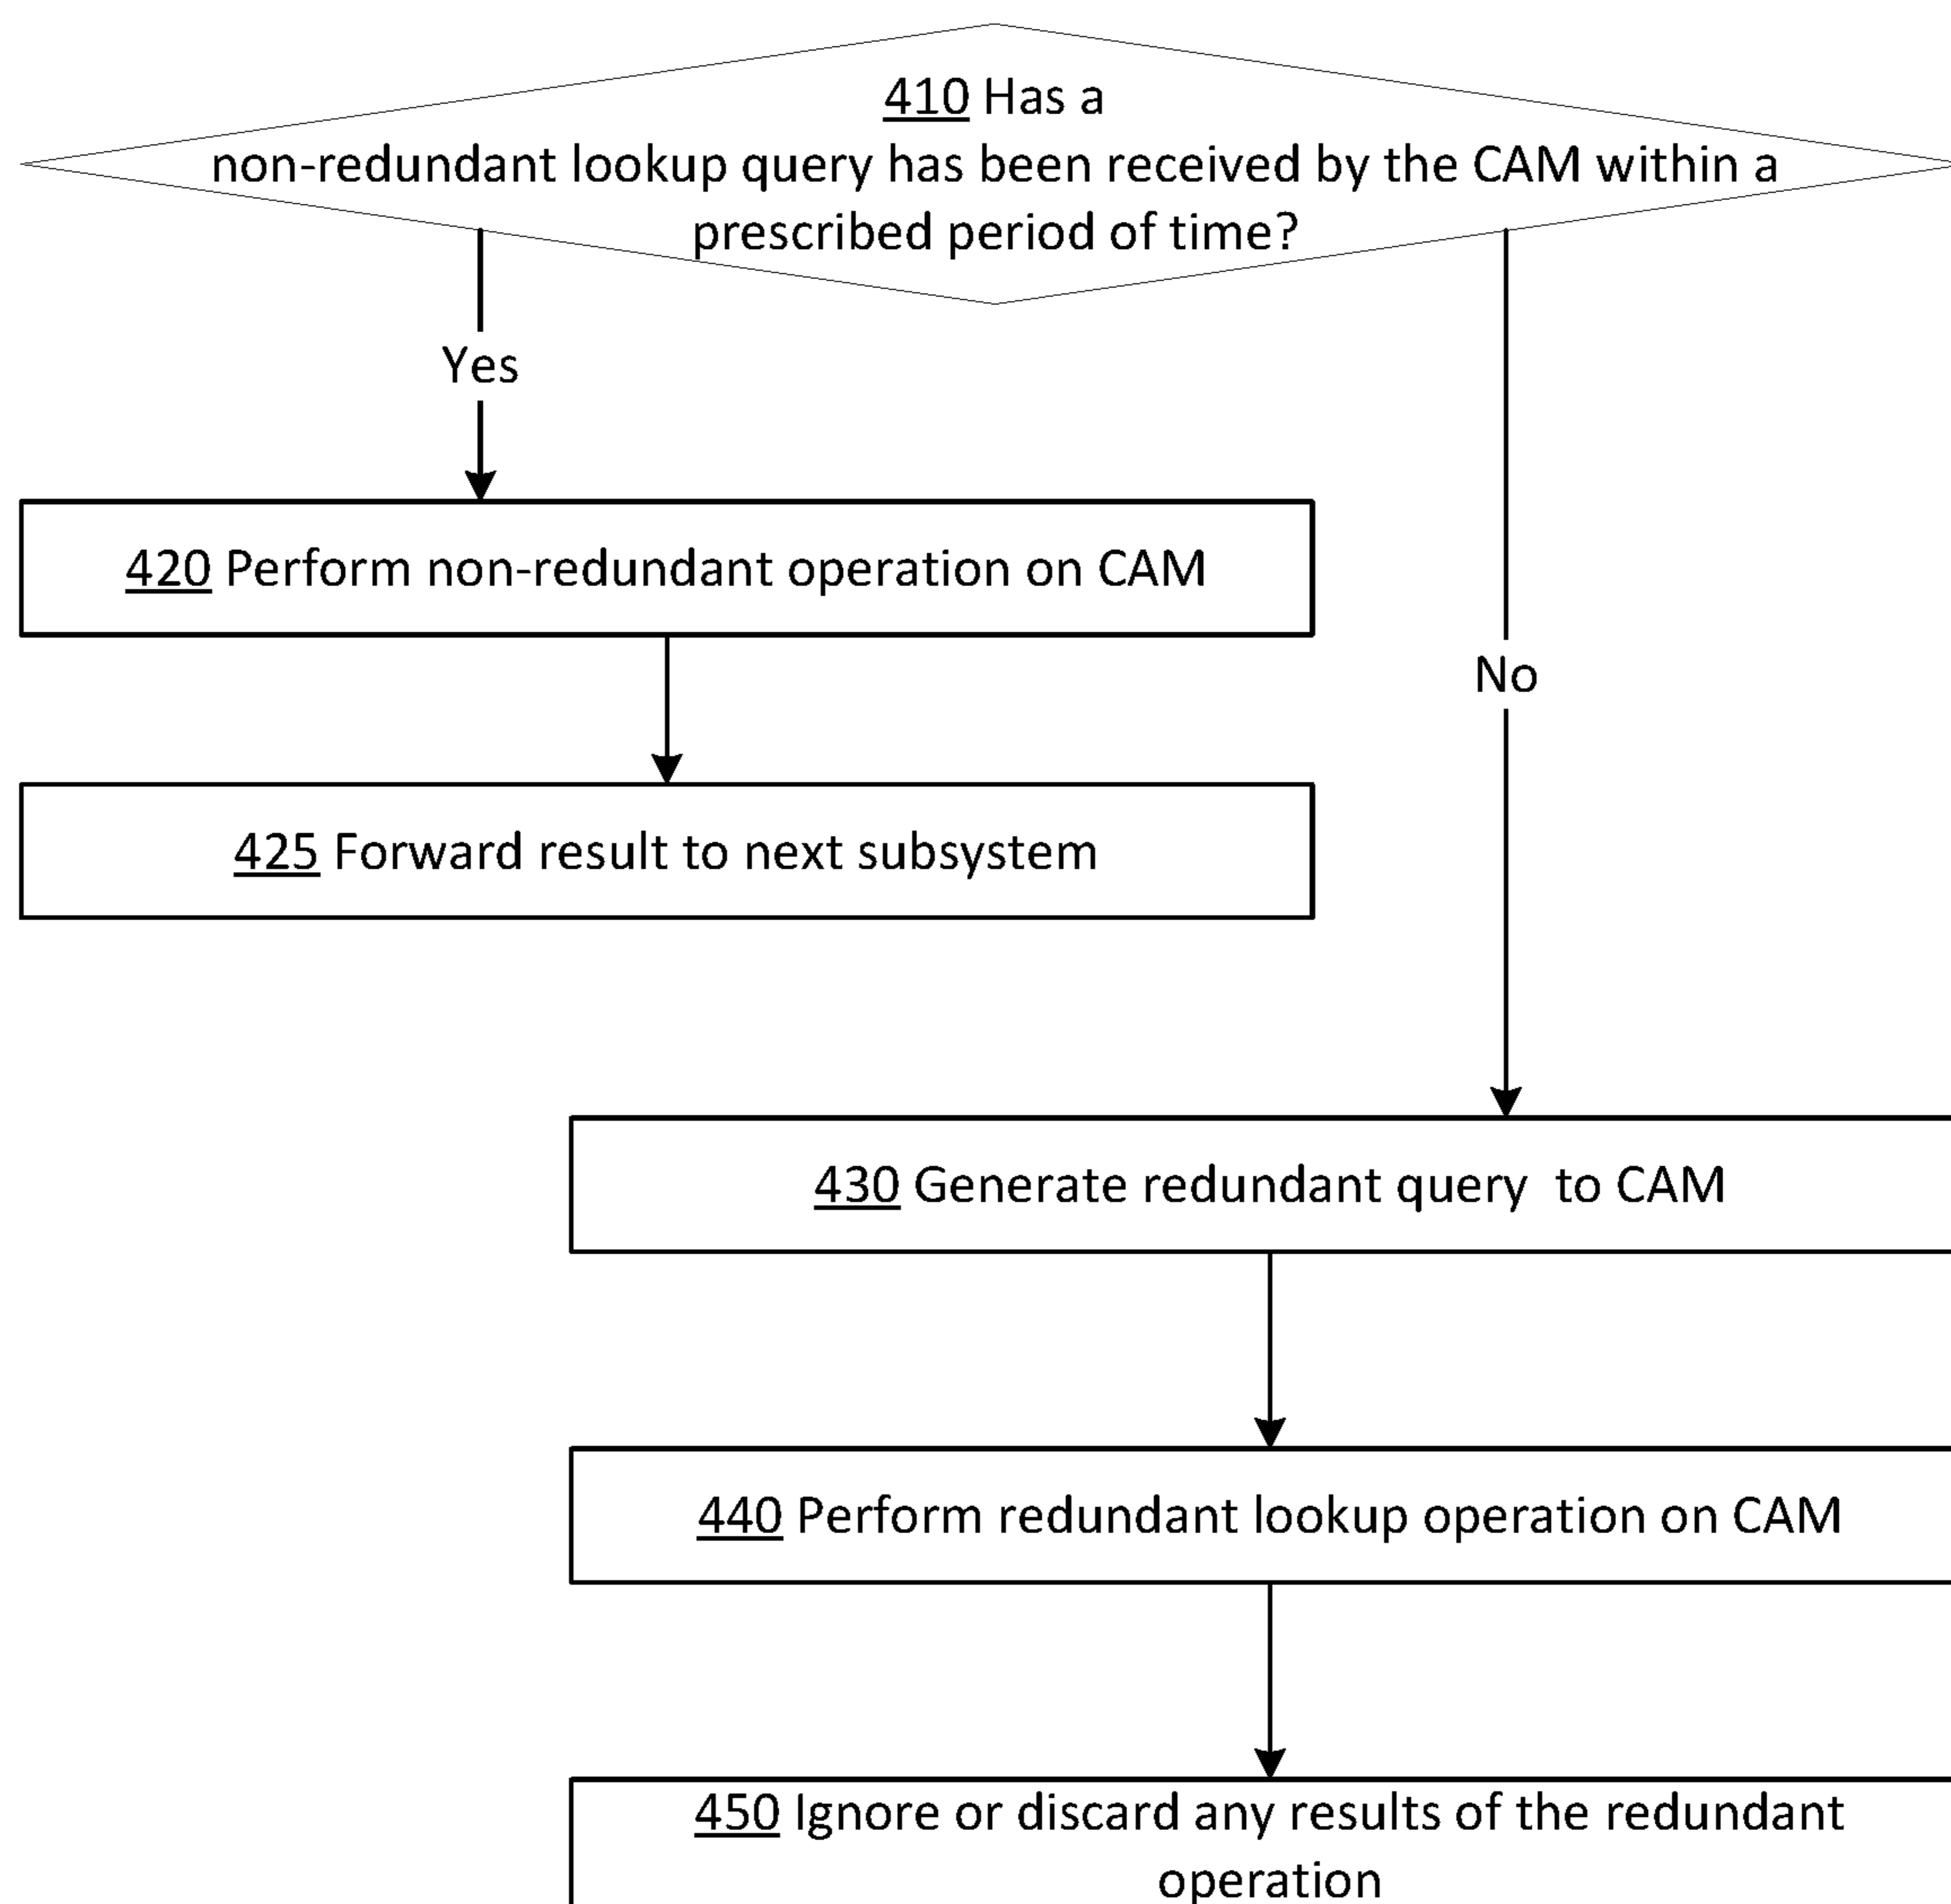 410 Has a
non-redundant lookup query has been received by the CAM within a
prescribed period of time?
Yes
420 Perform non-redundant operation on CAM
No
425 Forward result to next subsystem
430 Generate redundant query to CAM
440 Perform redundant lookup operation on CAM
450 Ignore or discard any results of the redundant
operation